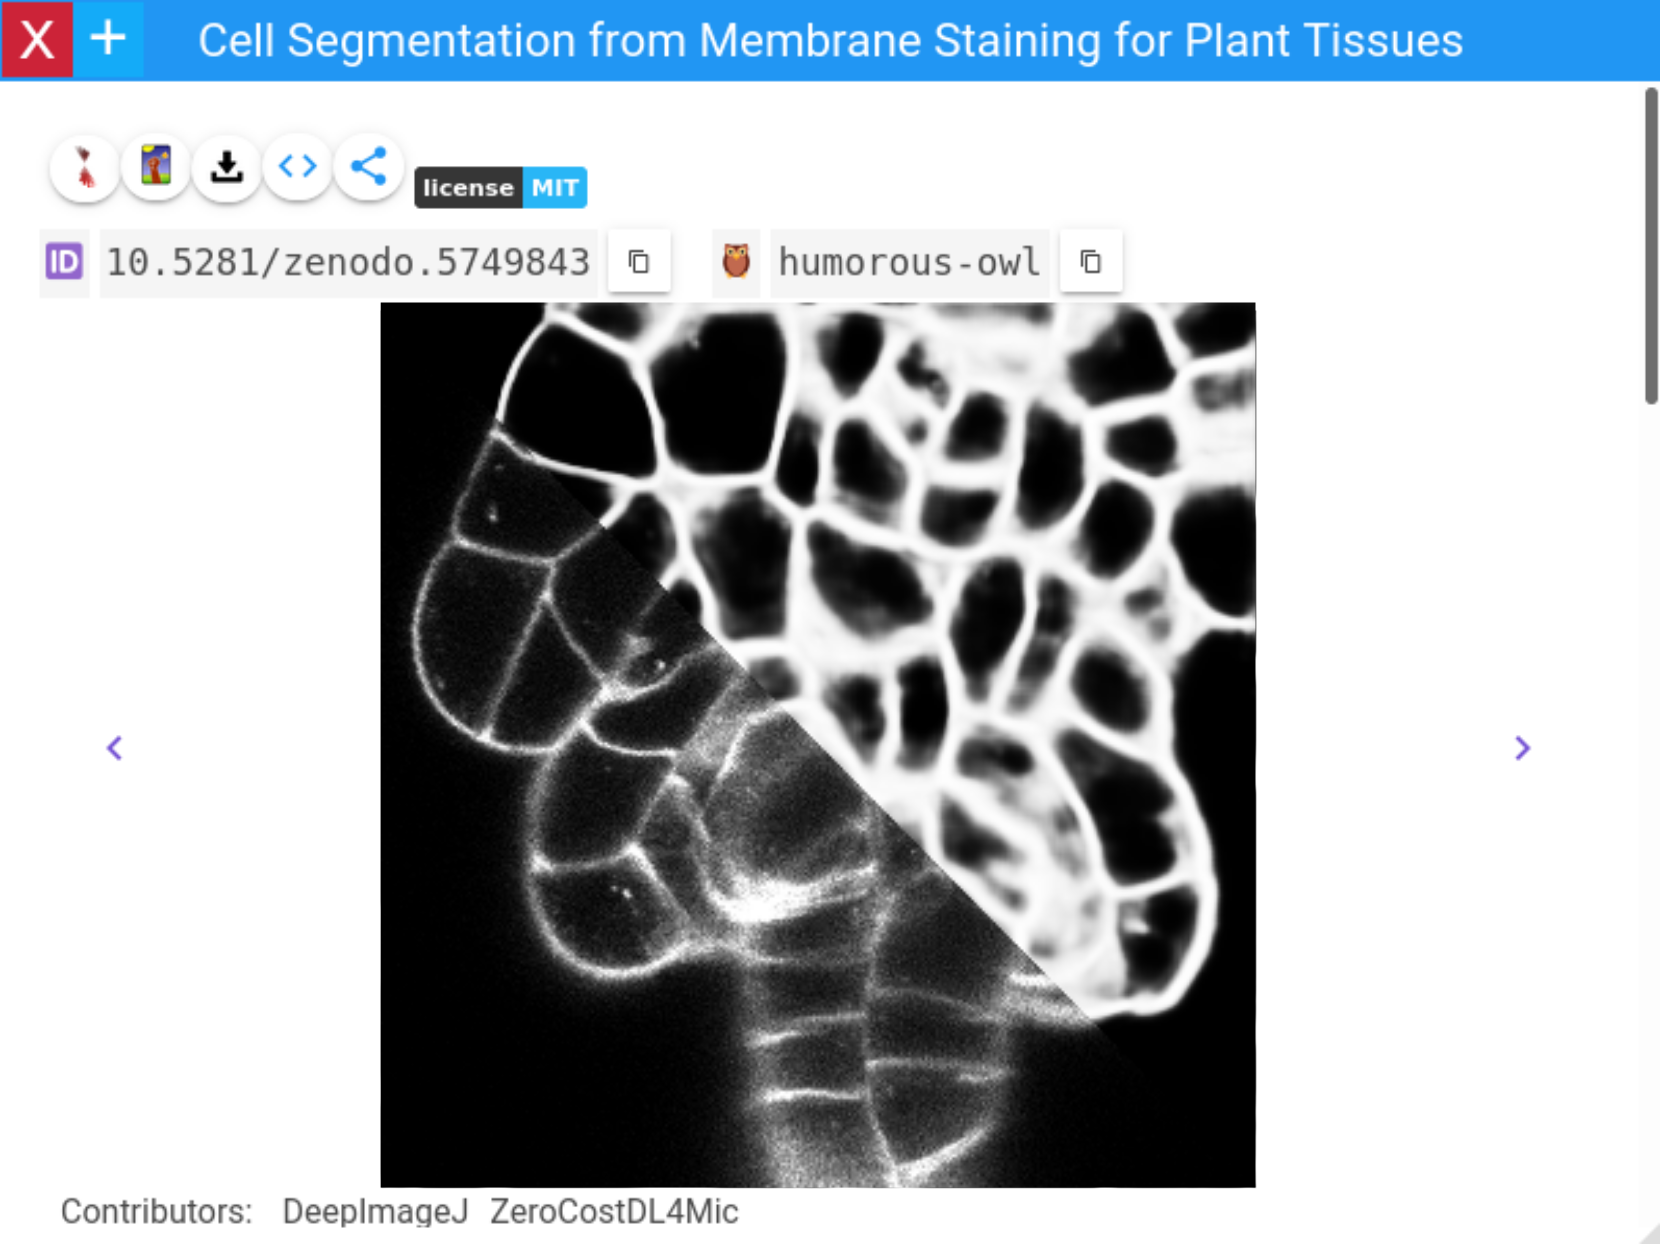 X + Cell Segmentation from Membrane Staining for Plant Tissues
license MIT
ID 10.5281/zenodo.5749843 humorous-owl
Contributors: DeepImageJ ZeroCostDL4Mic